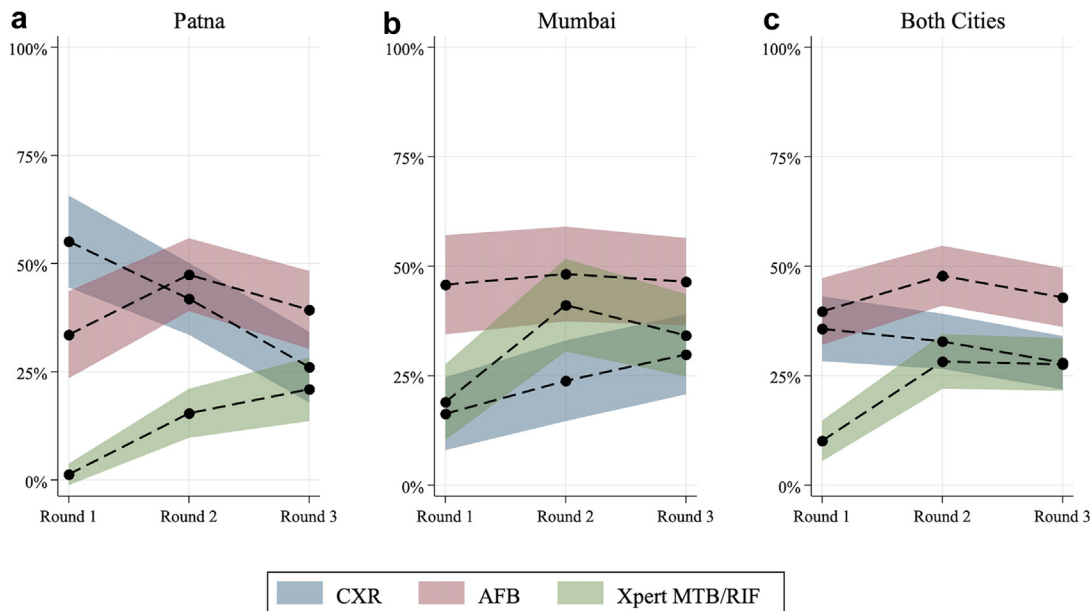 a Patna
100%
75%
50%
25%
0%
Round 1 Round 2 Round 3
b Mumbai
100%
75%
50%
25%
0%
Round 1 Round 2 Round 3
c Both Cities
100%
75%
50%
25%
0%
Round 1 Round 2 Round 3
CXR AFB Xpert MTB/RIF